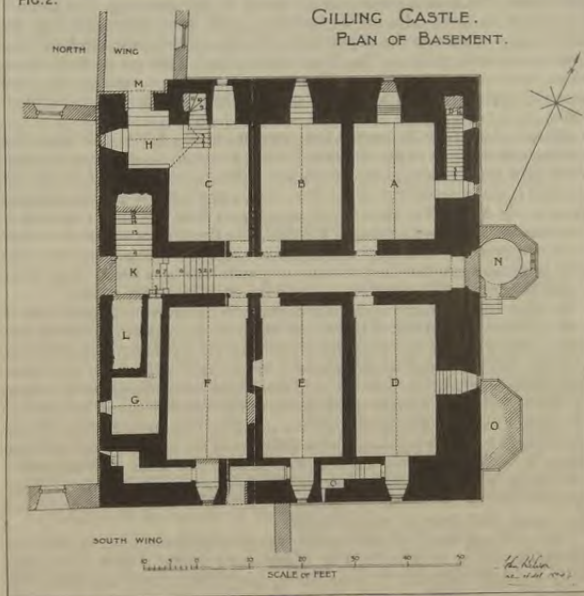 FIG. 2.
GILLING CASTLE.
PLAN OF BASEMENT.
NORTH WING
M
H
C
B
A
K
N
L
G
F
E
D
O
SOUTH WING
10 5 0 10 20 30 40 50
SCALE OF FEET